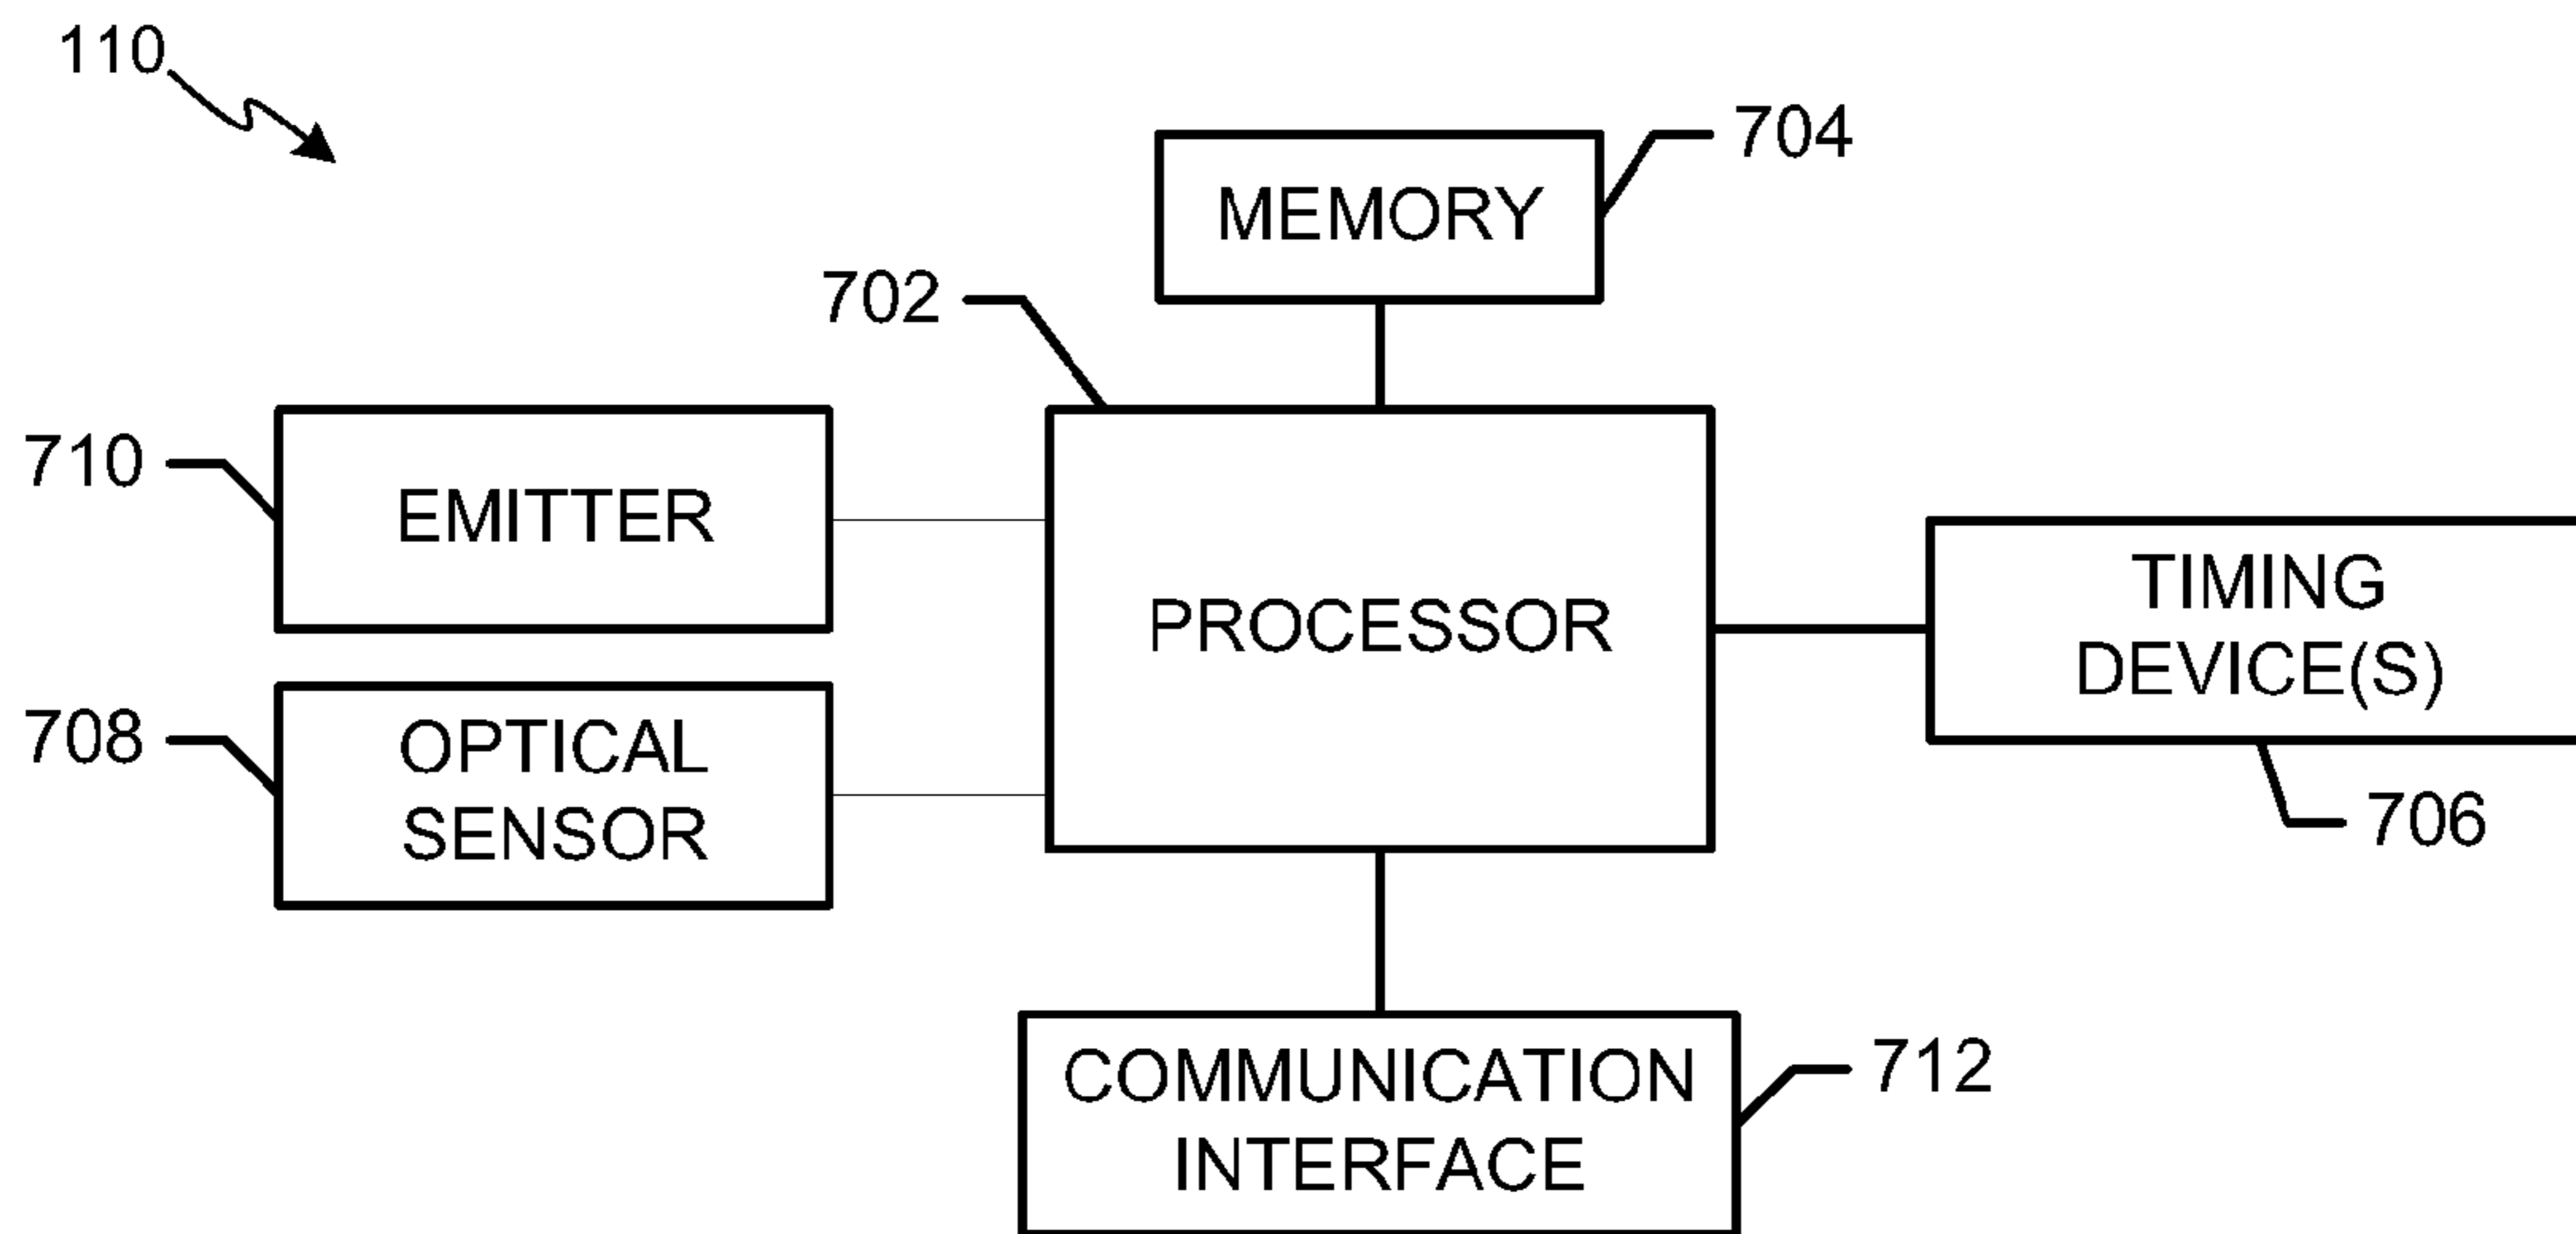 110
704
MEMORY
702
710
EMITTER
PROCESSOR
TIMING
DEVICE(S)
708
OPTICAL
SENSOR
706
COMMUNICATION
INTERFACE
712